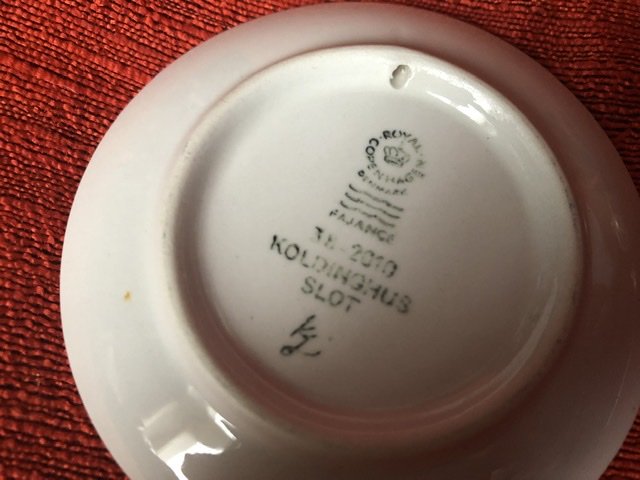 ROYAL
COPENHAGEN
DENMARK
FAJANCE
2010
KOLDINGHUS
SLOT